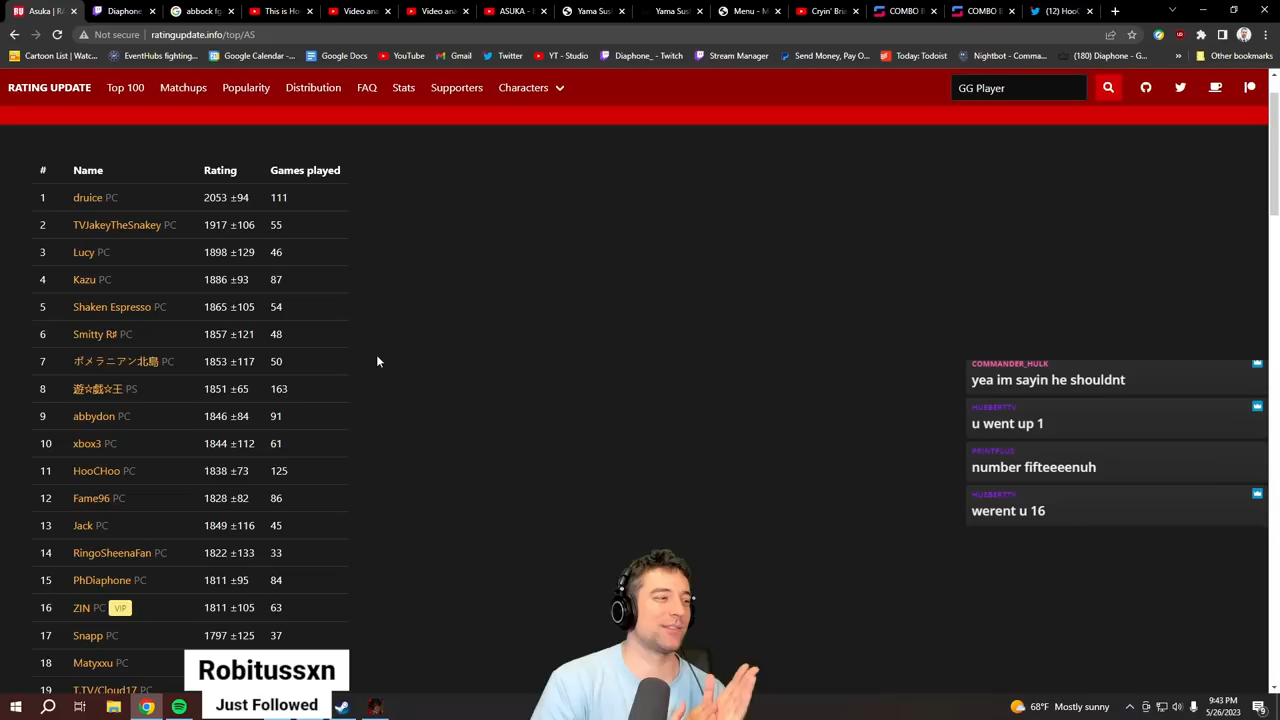 Asuka | RA
Diaphone_
abbock fg
This is Ho
Video ana
Video ana
ASUKA - B
Yama Sus
Yama Sus
Menu - M
Cryin' Bria
COMBO B
COMBO B
(12) HooC
Not secure | ratingupdate.info/top/AS
Cartoon List | Watc...
EventHubs fighting...
Google Calendar -...
Google Docs
YouTube
Gmail
Twitter
YT - Studio
Diaphone_ - Twitch
Stream Manager
Send Money, Pay O...
Todoist: Today
Nightbot - Comma...
(180) Diaphone - G...
Other bookmarks
RATING UPDATE Top 100 Matchups Popularity Distribution FAQ Stats Supporters Characters GG Player
# Name Rating Games played
1 druice PC 2053 ±94 111
2 TVJakeyTheSnakey PC 1917 ±106 55
3 Lucy PC 1898 ±129 46
4 Kazu PC 1886 ±93 87
5 Shaken Espresso PC 1865 ±105 54
6 Smitty R♯ PC 1857 ±121 48
7 ポメラニアン北島 PC 1853 ±117 50
8 遊☆戯☆王 PS 1851 ±65 163
9 abbydon PC 1846 ±84 91
10 xbox3 PC 1844 ±112 61
11 HooCHoo PC 1838 ±73 125
12 Fame96 PC 1828 ±82 86
13 Jack PC 1849 ±116 45
14 RingoSheenaFan PC 1822 ±133 33
15 PhDiaphone PC 1811 ±95 84
16 ZIN PC VIP 1811 ±105 63
17 Snapp PC 1797 ±125 37
18 Matyxxu PC
19 T.TV/Cloud17 PC
COMMANDER_HULK
yea im sayin he shouldnt
HUEBERTTV
u went up 1
PRINTPLUS
number fifteeeenuh
HUEBERTTV
werent u 16
Robitussxn
Just Followed
68°F Mostly sunny
9:43 PM
5/26/2023